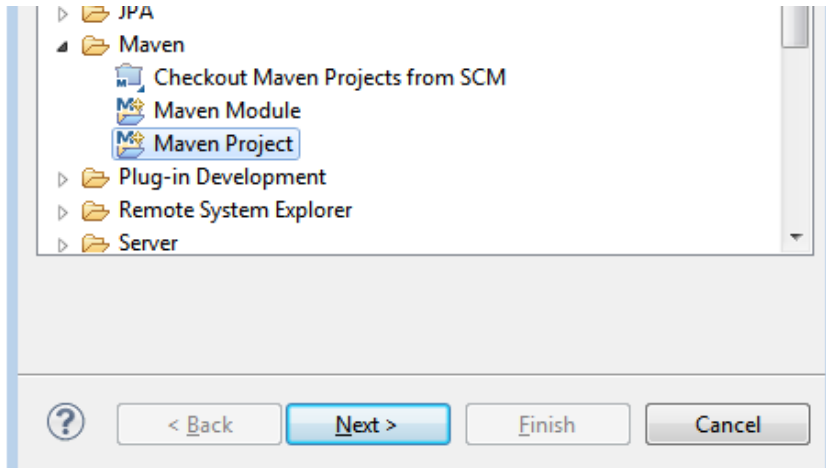 JPA
Maven
Checkout Maven Projects from SCM
Maven Module
Maven Project
Plug-in Development
Remote System Explorer
Server
? < Back Next > Finish Cancel